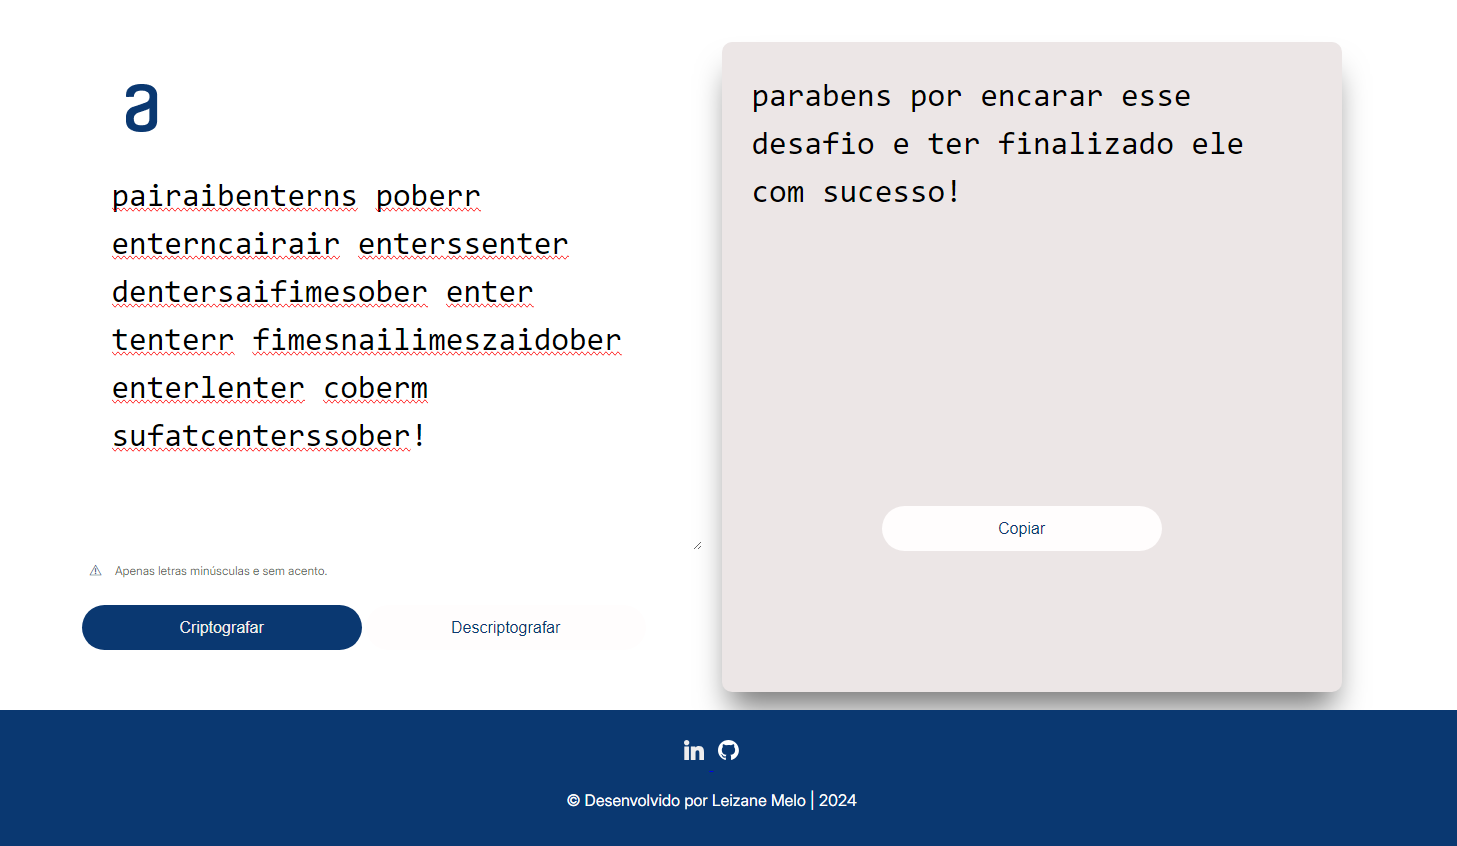 a
pairaibenterns poberr
enterncairair enterssenter
dentersaifimesober enter
tenterr fimesnailimeszaidober
enterlenter coberm
sufatcenterssober!
Apenas letras minúsculas e sem acento.
Criptografar
Descriptografar
parabens por encarar esse
desafio e ter finalizado ele
com sucesso!
Copiar
in
© Desenvolvido por Leizane Melo | 2024